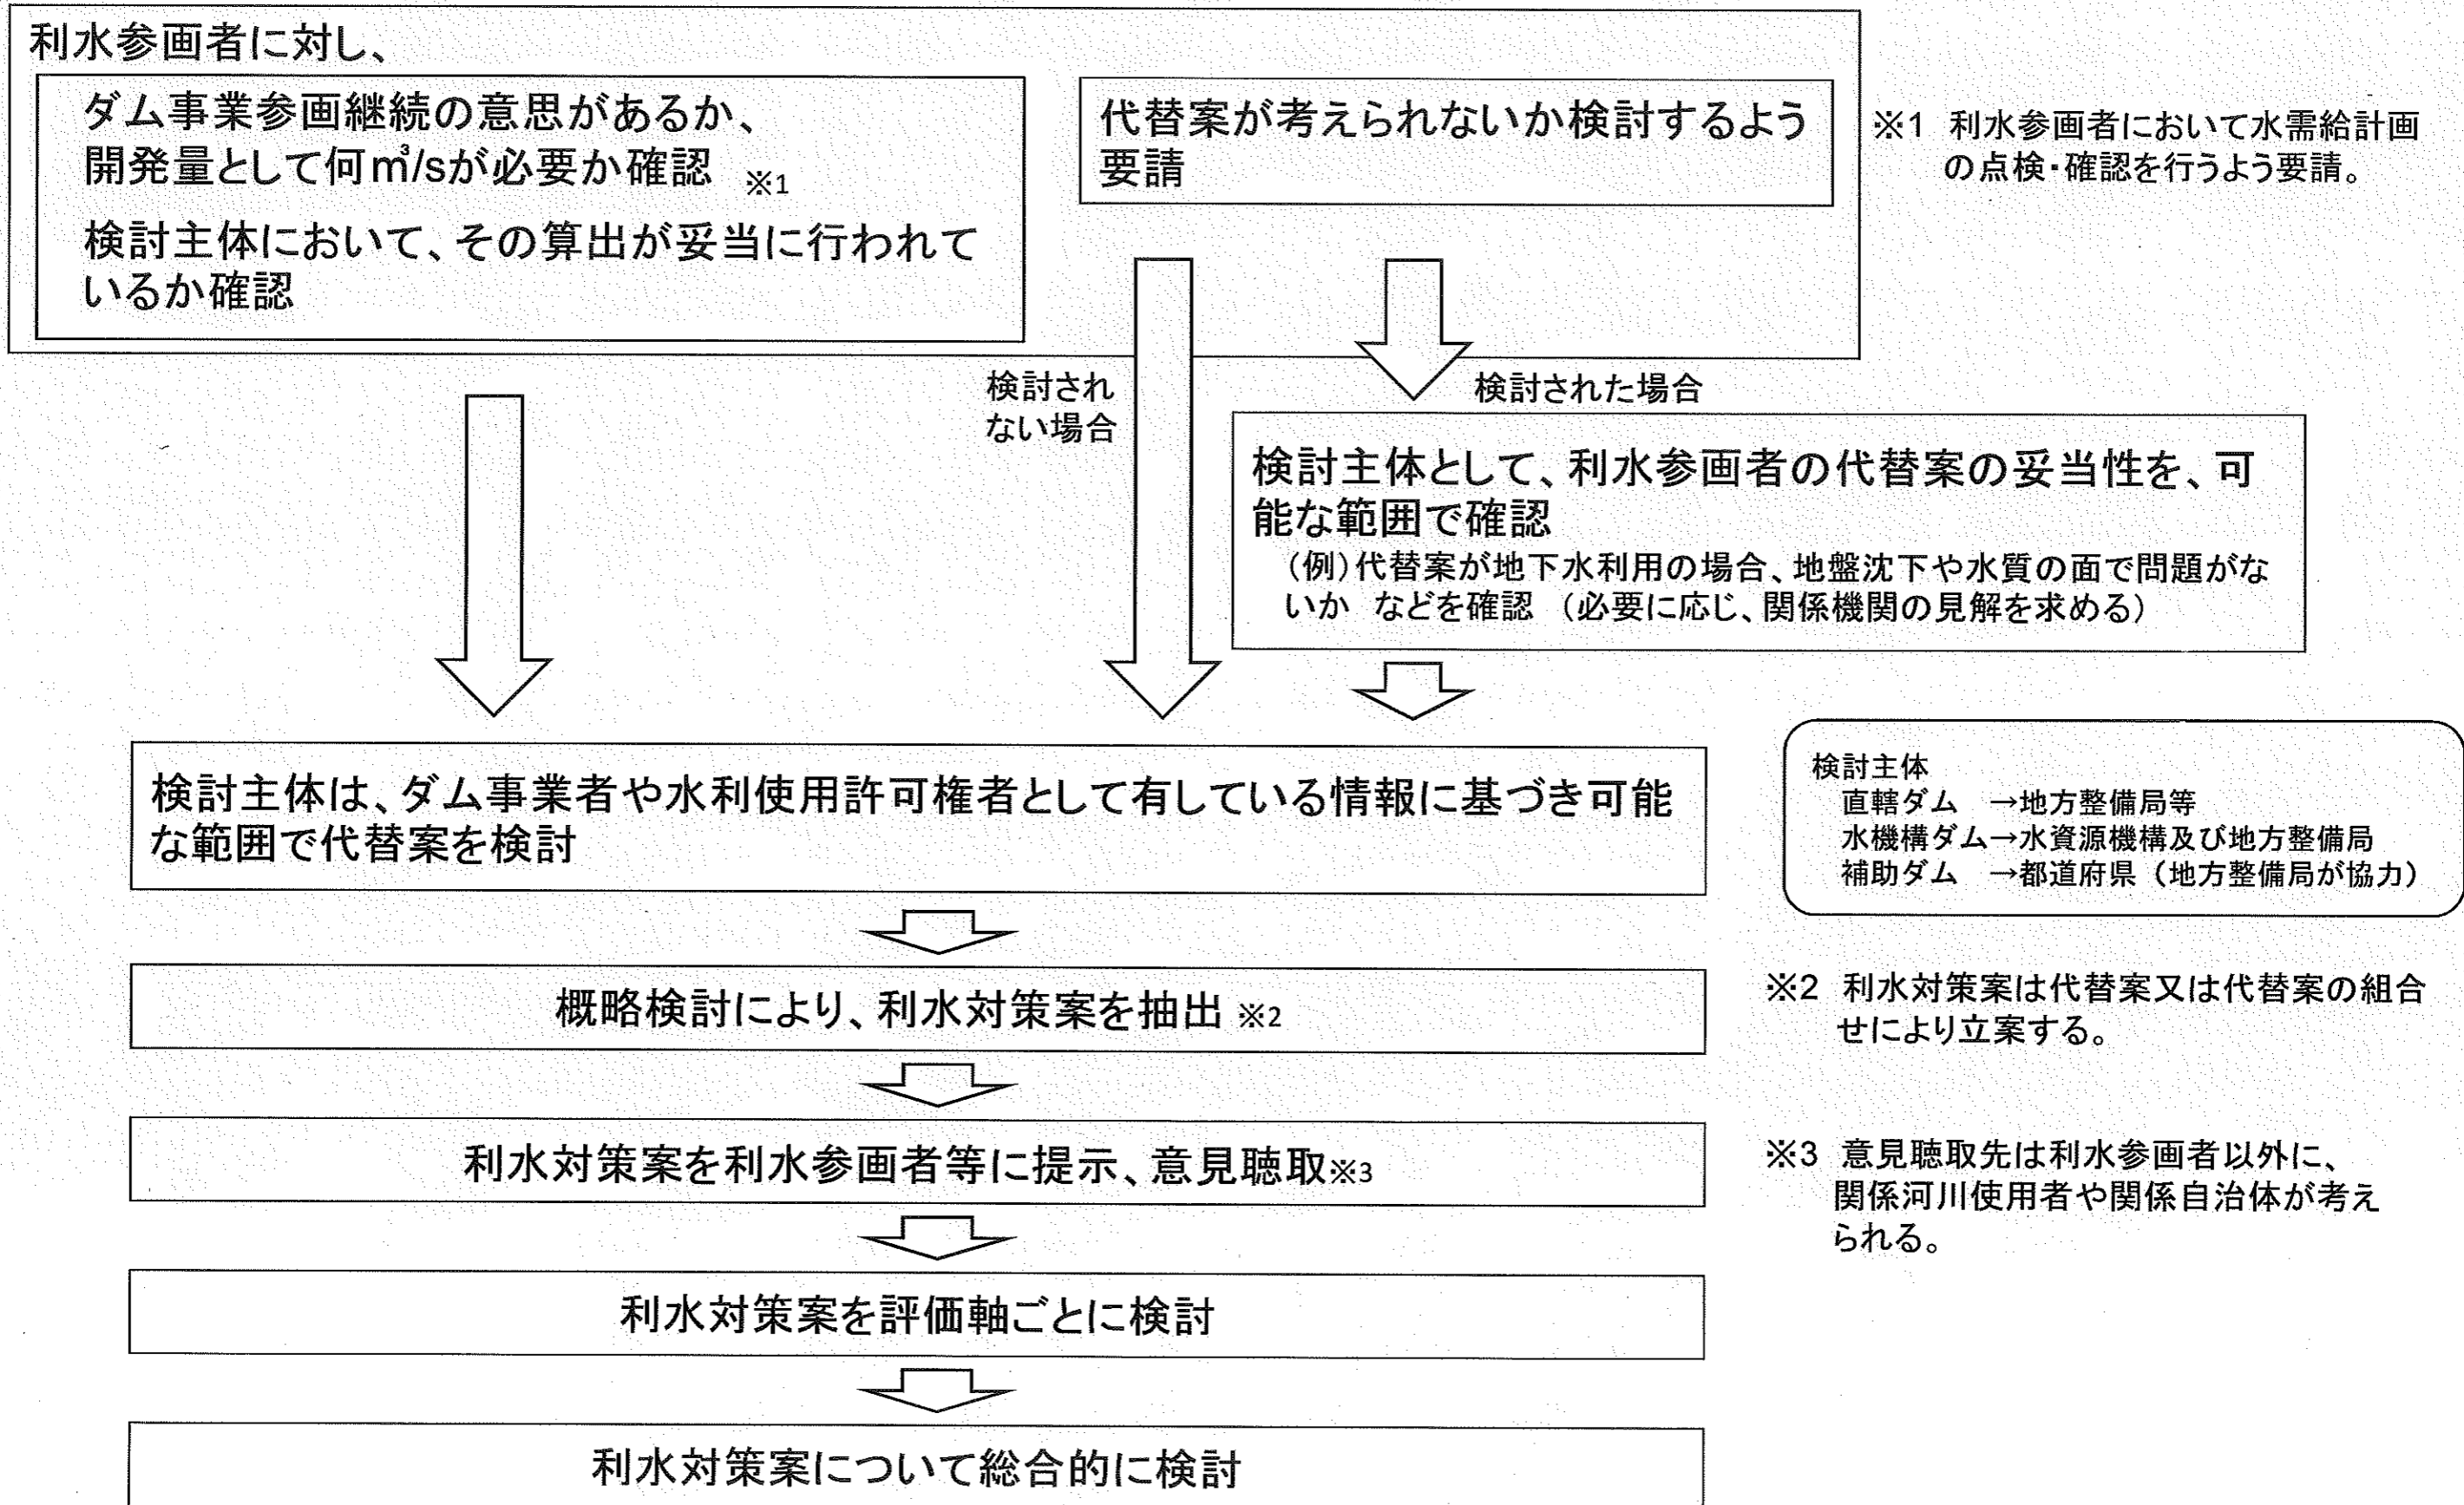 利水参画者に対し、
ダム事業参画継続の意思があるか、
開発量として何㎥/sが必要か確認 ※1
検討主体において、その算出が妥当に行われて
いるか確認
代替案が考えられないか検討するよう
要請
※1 利水参画者において水需給計画
の点検・確認を行うよう要請。
検討され
ない場合
検討された場合
検討主体として、利水参画者の代替案の妥当性を、可
能な範囲で確認
(例)代替案が地下水利用の場合、地盤沈下や水質の面で問題がな
いか などを確認 (必要に応じ、関係機関の見解を求める)
検討主体は、ダム事業者や水利使用許可権者として有している情報に基づき可能
な範囲で代替案を検討
検討主体
直轄ダム →地方整備局等
水機構ダム→水資源機構及び地方整備局
補助ダム →都道府県(地方整備局が協力)
概略検討により、利水対策案を抽出 ※2
※2 利水対策案は代替案又は代替案の組合
せにより立案する。
利水対策案を利水参画者等に提示、意見聴取※3
※3 意見聴取先は利水参画者以外に、
関係河川使用者や関係自治体が考え
られる。
利水対策案を評価軸ごとに検討
利水対策案について総合的に検討